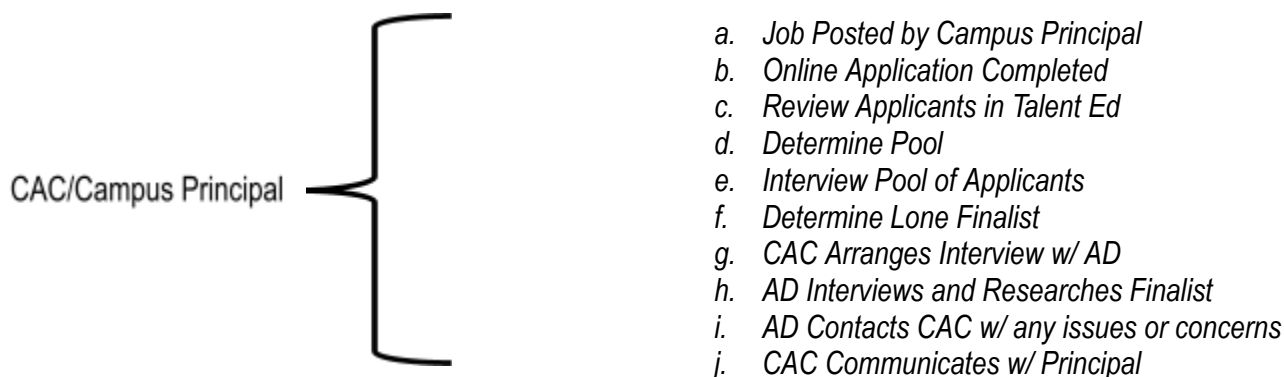 CAC/Campus Principal
a. Job Posted by Campus Principal
b. Online Application Completed
c. Review Applicants in Talent Ed
d. Determine Pool
e. Interview Pool of Applicants
f. Determine Lone Finalist
g. CAC Arranges Interview w/ AD
h. AD Interviews and Researches Finalist
i. AD Contacts CAC w/ any issues or concerns
j. CAC Communicates w/ Principal